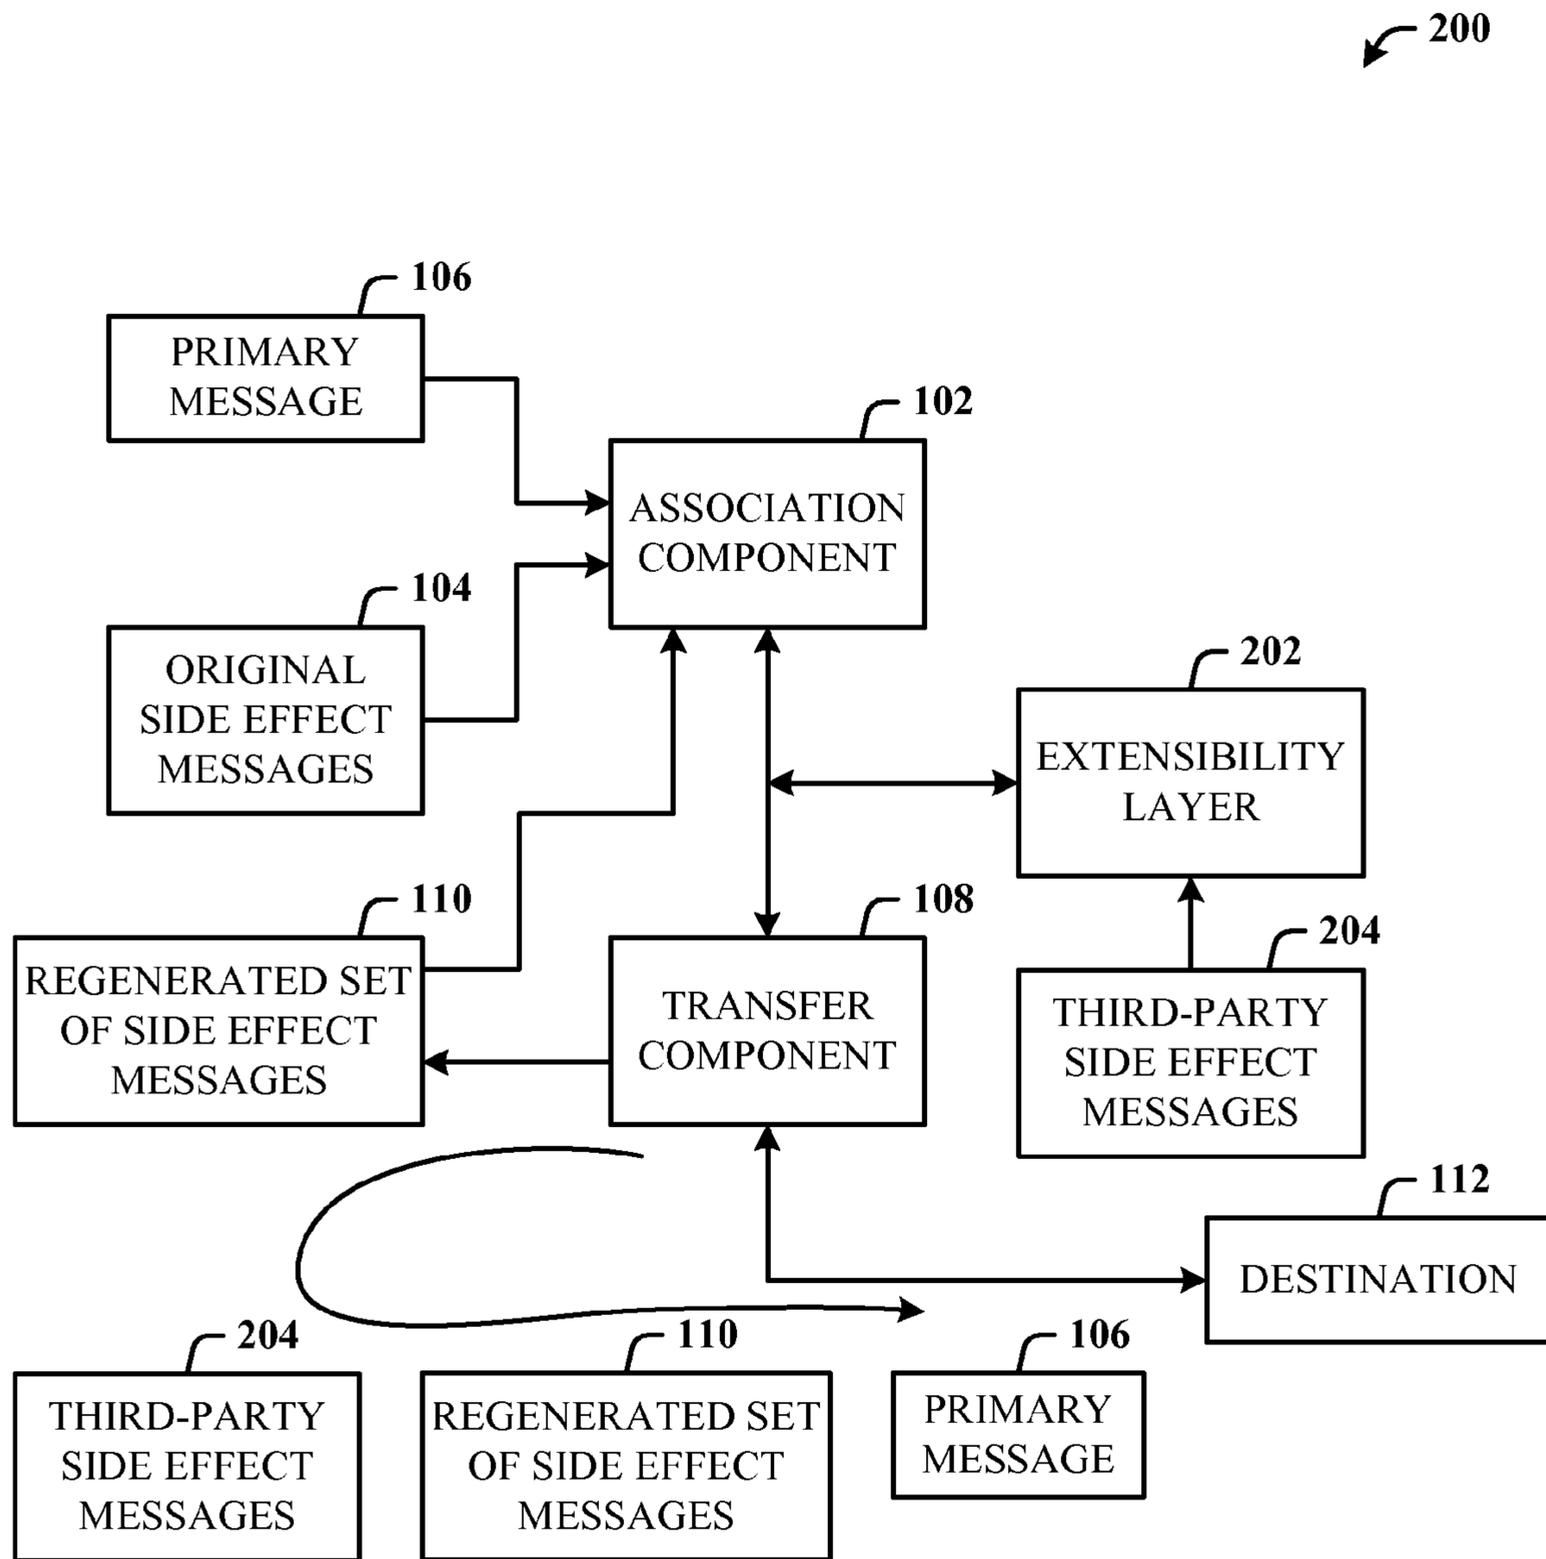 200
106
PRIMARY
MESSAGE
102
ASSOCIATION
COMPONENT
104
ORIGINAL
SIDE EFFECT
MESSAGES
202
EXTENSIBILITY
LAYER
110
REGENERATED SET
OF SIDE EFFECT
MESSAGES
108
TRANSFER
COMPONENT
204
THIRD-PARTY
SIDE EFFECT
MESSAGES
112
DESTINATION
204
THIRD-PARTY
SIDE EFFECT
MESSAGES
110
REGENERATED SET
OF SIDE EFFECT
MESSAGES
106
PRIMARY
MESSAGE